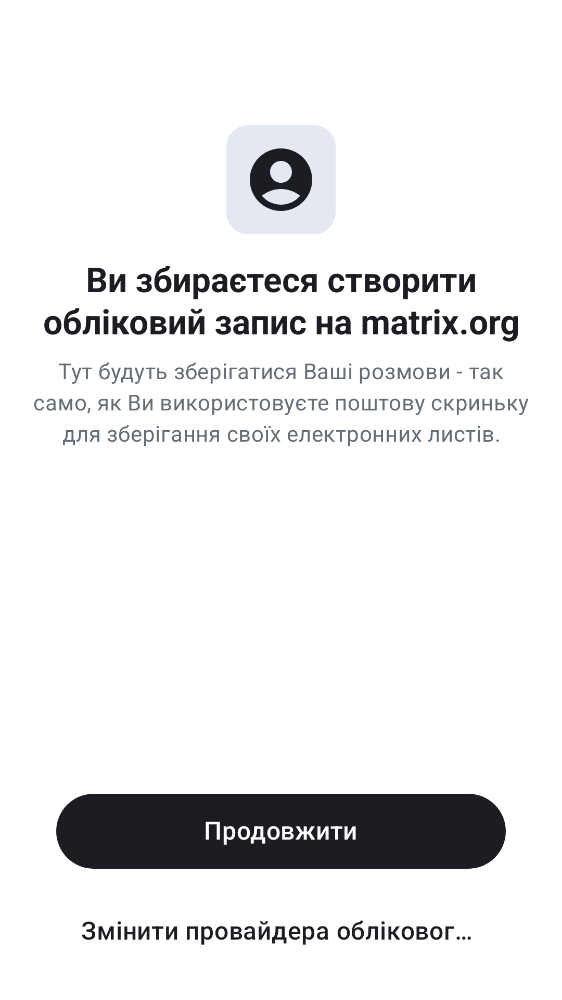 Ви збираєтеся створити
обліковий запис на matrix.org
Тут будуть зберігатися Ваші розмови - так
само, як Ви використовуєте поштову скриньку
для зберігання своїх електронних листів.
Продовжити
Змінити провайдера обліковог...